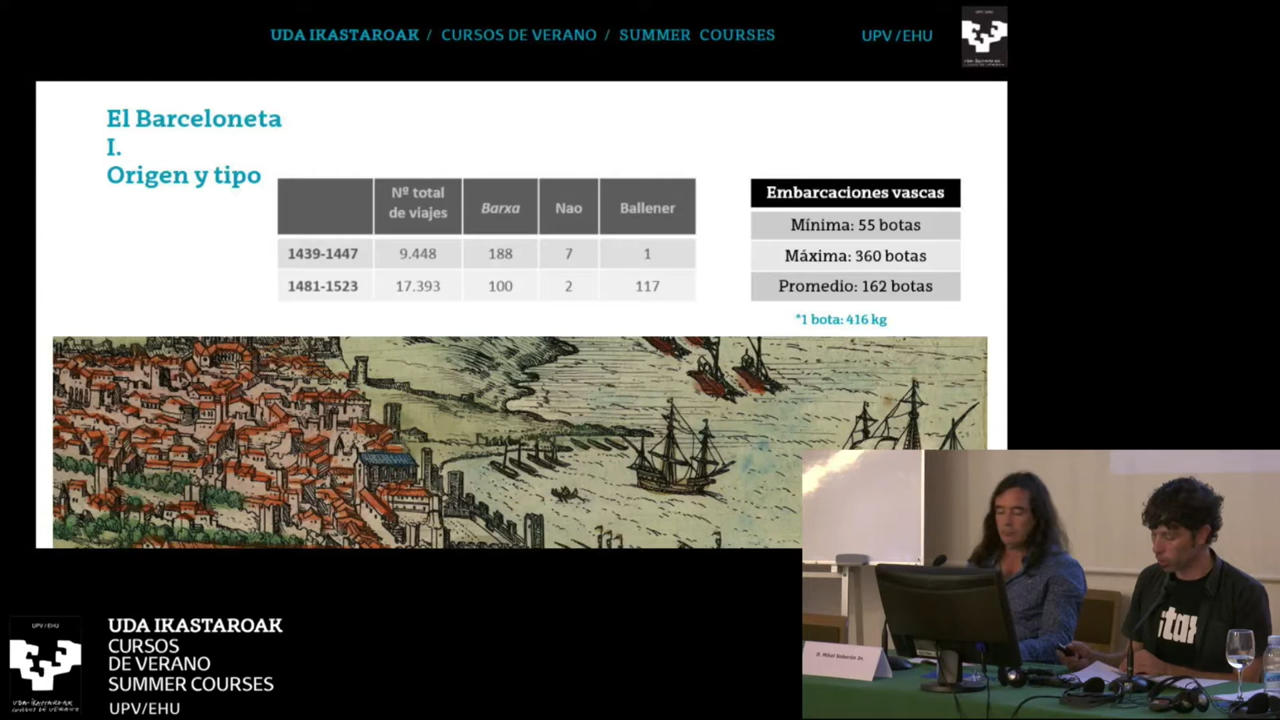 UDA IKASTAROAK / CURSOS DE VERANO / SUMMER COURSES
UPV / EHU
El Barceloneta
I.
Origen y tipo
Nº total de viajes Barxa Nao Ballener
1439-1447 9.448 188 7 1
1481-1523 17.393 100 2 117
Embarcaciones vascas
Mínima: 55 botas
Máxima: 360 botas
Promedio: 162 botas
*1 bota: 416 kg
UPV / EHU
UDA IKASTAROAK
CURSOS
DE VERANO
SUMMER COURSES
UPV/EHU